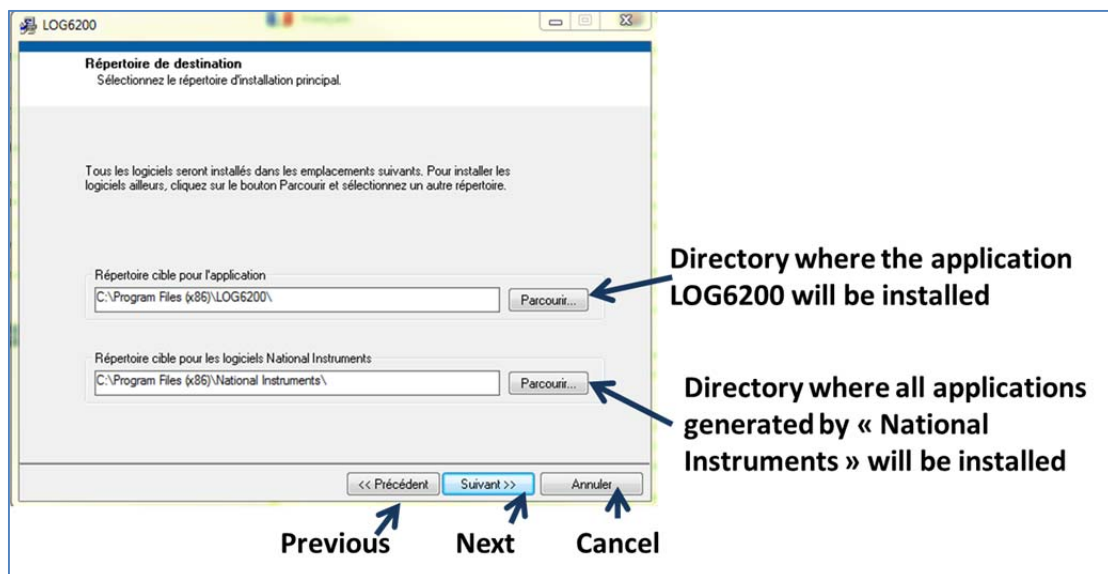 LOG6200
Français
Répertoire de destination
Sélectionnez le répertoire d'installation principal.
Tous les logiciels seront installés dans les emplacements suivants. Pour installer les
logiciels ailleurs, cliquez sur le bouton Parcourir et sélectionnez un autre répertoire.
Répertoire cible pour l'application
C:\Program Files (x86)\LOG6200\
Parcourir...
Directory where the application
LOG6200 will be installed
Répertoire cible pour les logiciels National Instruments
C:\Program Files (x86)\National Instruments\
Parcourir...
Directory where all applications
generated by « National
Instruments » will be installed
<< Précédent
Suivant >>
Annuler
Previous
Next
Cancel